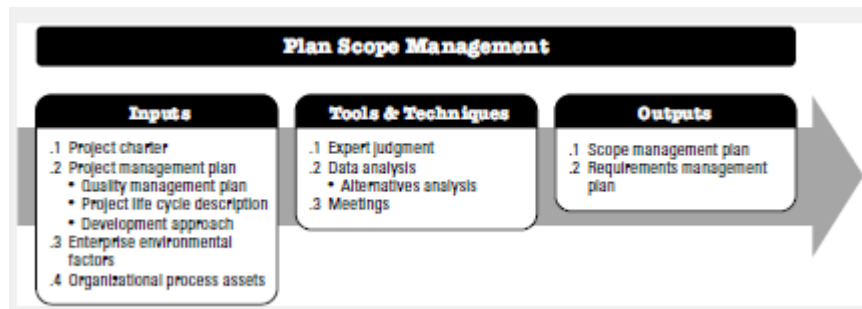 Plan Scope Management
Inputs
.1 Project charter
.2 Project management plan
• Quality management plan
• Project life cycle description
• Development approach
.3 Enterprise environmental
factors
.4 Organizational process assets
Tools & Techniques
.1 Expert judgment
.2 Data analysis
• Alternatives analysis
.3 Meetings
Outputs
.1 Scope management plan
.2 Requirements management
plan